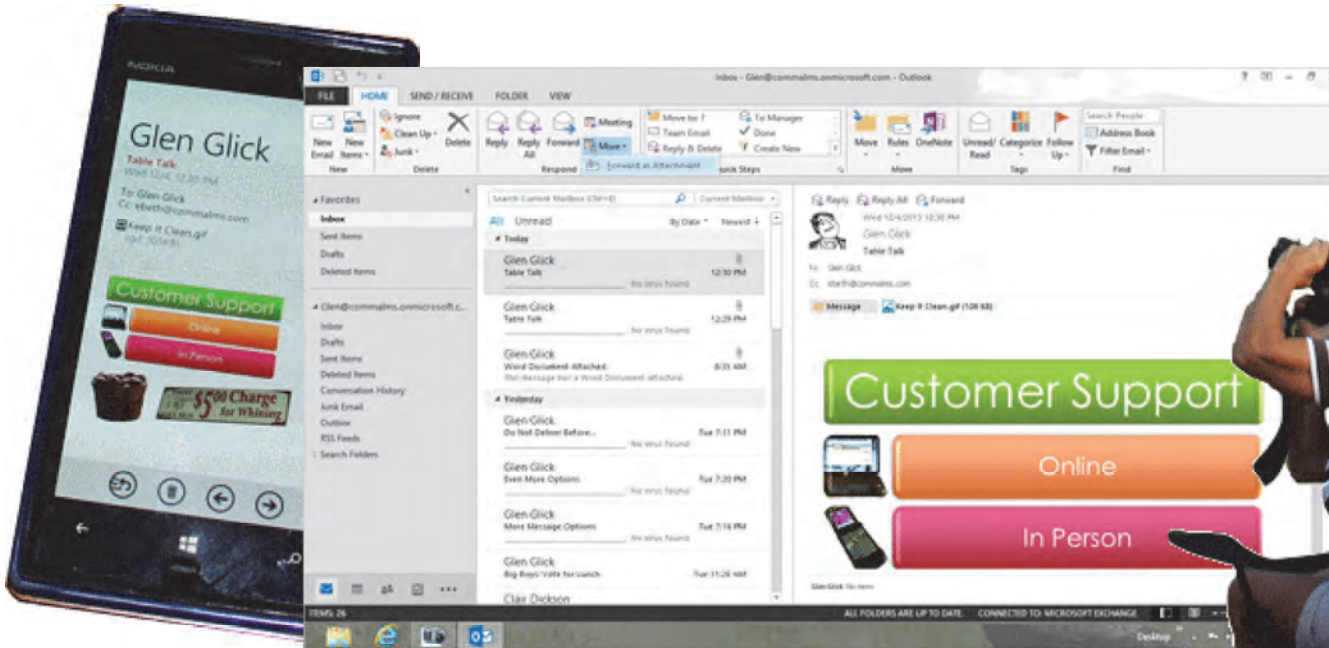 NOKIA
Glen Glick
Table Talk
Wed 12/4, 12:30 PM
To: Glen Glick
Cc: ebeth@commalms.com
Keep It Clean.gif
Customer Support
Online
In Person
$5.00 Charge
for Whining
Inbox - Glen@commalms.onmicrosoft.com - Outlook
FILE HOME SEND / RECEIVE FOLDER VIEW
New Email
New Items
Ignore
Clean Up
Junk
Delete
Reply
Reply All
Forward
Meeting
More
Forward as Attachment
Move to: ?
Team Email
Reply & Delete
To Manager
Done
Create New
Move
Rules
OneNote
Unread/ Read
Categorize
Follow Up
Search People
Address Book
Filter Email
New
Delete
Respond
Quick Steps
Move
Tags
Find
Favorites
Inbox
Sent Items
Drafts
Deleted Items
Glen@commalms.onmicrosoft.c...
Inbox
Drafts
Sent Items
Deleted Items
Conversation History
Junk Email
Outbox
RSS Feeds
Search Folders
Search Current Mailbox (Ctrl+E)
Current Mailbox
All Unread By Date Newest
Today
Glen Glick
Table Talk 12:30 PM
No virus found
Glen Glick
Table Talk 12:29 PM
No virus found
Glen Glick
Word Document Attached 8:35 AM
This message has a Word Document attached
Yesterday
Glen Glick
Do Not Deliver Before... Tue 7:31 PM
No virus found
Glen Glick
Even More Options Tue 7:20 PM
No virus found
Glen Glick
More Message Options Tue 7:16 PM
No virus found
Glen Glick
Big Boys' Vote for Lunch Tue 11:28 AM
Clair Dickson
Reply Reply All Forward
Wed 12/4/2013 12:30 PM
Glen Glick
Table Talk
To Glen Glick
Cc ebeth@commalms.com
Message Keep It Clean.gif (108 KB)
Customer Support
Online
In Person
Glen Glick No Items
ITEMS: 26
ALL FOLDERS ARE UP TO DATE. CONNECTED TO: MICROSOFT EXCHANGE
Desktop